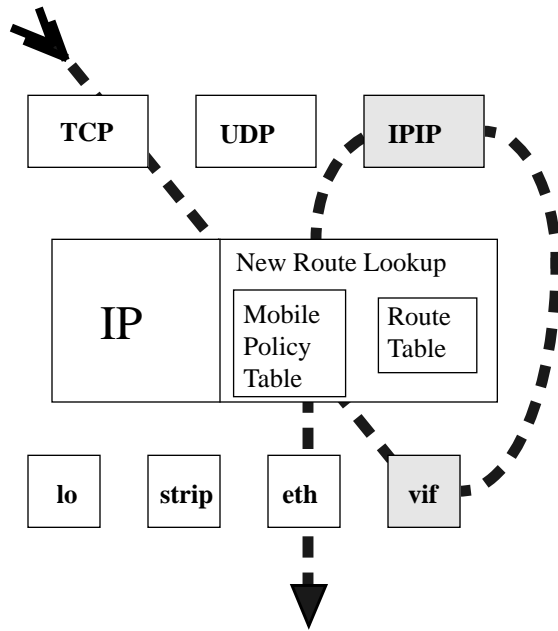 TCP
UDP
IPIP
IP
New Route Lookup
Mobile
Policy
Table
Route
Table
lo
strip
eth
vif